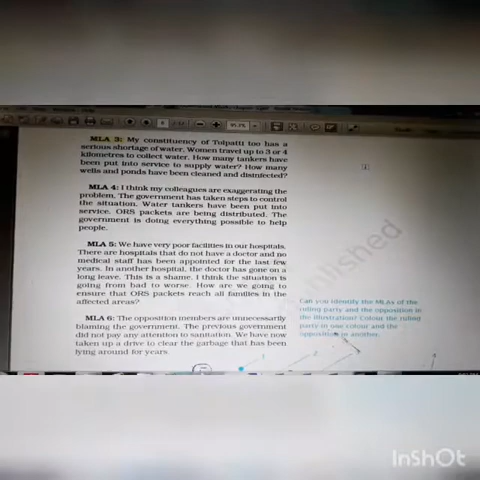 MLA 3: My constituency of Tolpatti too has a
serious shortage of water. Women travel up to 3 or 4
kilometres to collect water. How many tankers have
been put into service to supply water? How many
wells and ponds have been cleaned and disinfected?
MLA 4: I think my colleagues are exaggerating the
problem. The government has taken steps to control
the situation. Water tankers have been put into
service. ORS packets are being distributed. The
government is doing everything possible to help
people.
MLA 5: We have very poor facilities in our hospitals.
There are hospitals that do not have a doctor and no
medical staff has been appointed for the last few
years. In another hospital, the doctor has gone on a
long leave. This is a shame. I think the situation is
going from bad to worse. How are we going to
ensure that ORS packets reach all families in the
affected areas?
MLA 6: The opposition members are unnecessarily
blaming the government. The previous government
did not pay any attention to sanitation. We have now
taken up a drive to clear the garbage that has been
lying around for years.
Can you identify the MLAs of the
ruling party and the opposition in
the illustration? Colour the ruling
party in one colour and the
opposition in another.
InShOt